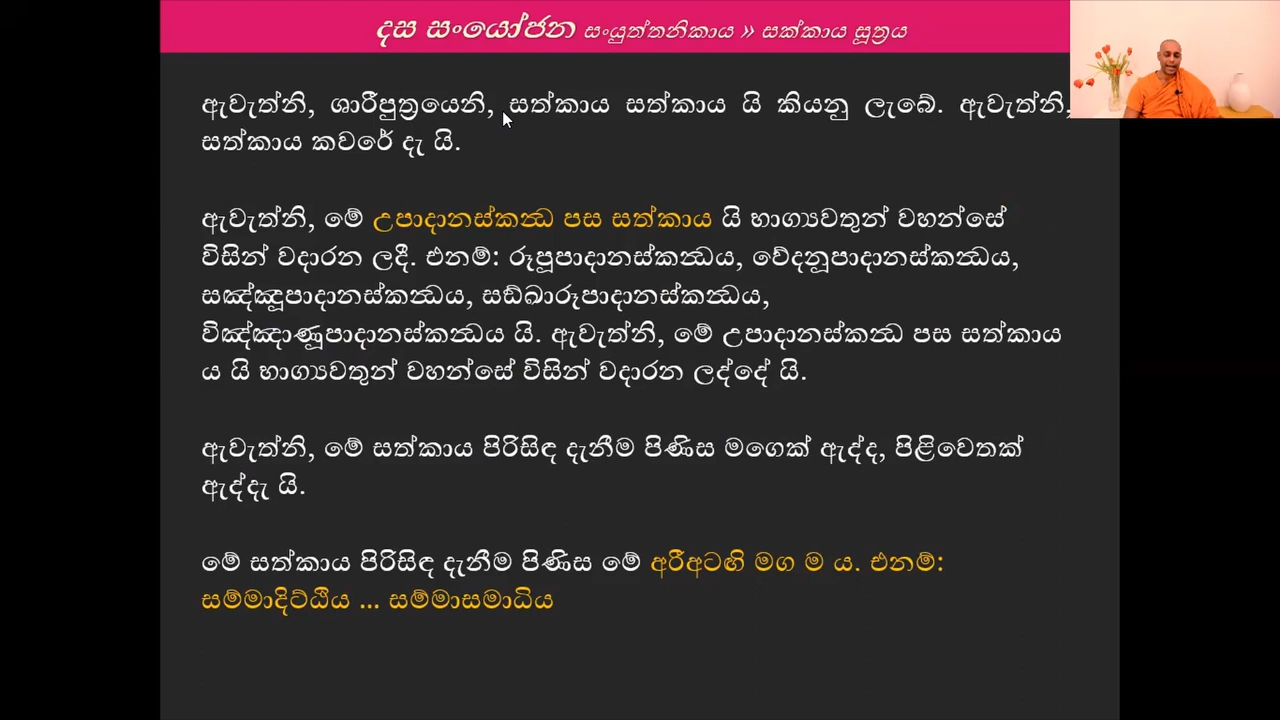 දස සංයෝජන සංයුත්තනිකාය » සක්කාය සූත්‍රය
ඇවැත්නි, ශාරීපුත්‍රයෙනි, සත්කාය සත්කාය යි කියනු ලැබේ. ඇවැත්නි,
සත්කාය කවරේ දැ යි.
ඇවැත්නි, මේ උපාදානස්කන්‍ධ පස සත්කාය යි භාග්‍යවතුන් වහන්සේ
විසින් වදාරන ලදී. එනම්: රූපූපාදානස්කන්‍ධය, වේදනූපාදානස්කන්‍ධය,
සඤ්ඤූපාදානස්කන්‍ධය, සඞ්ඛාරූපාදානස්කන්‍ධය,
විඤ්ඤාණූපාදානස්කන්‍ධය යි. ඇවැත්නි, මේ උපාදානස්කන්‍ධ පස සත්කාය
ය යි භාග්‍යවතුන් වහන්සේ විසින් වදාරන ලද්දේ යි.
ඇවැත්නි, මේ සත්කාය පිරිසිඳ දැනීම පිණිස මගෙක් ඇද්ද, පිළිවෙතක්
ඇද්දැ යි.
මේ සත්කාය පිරිසිඳ දැනීම පිණිස මේ අරීඅටඟි මග ම ය. එනම්:
සම්මාදිට්ඨිය ... සම්මාසමාධිය